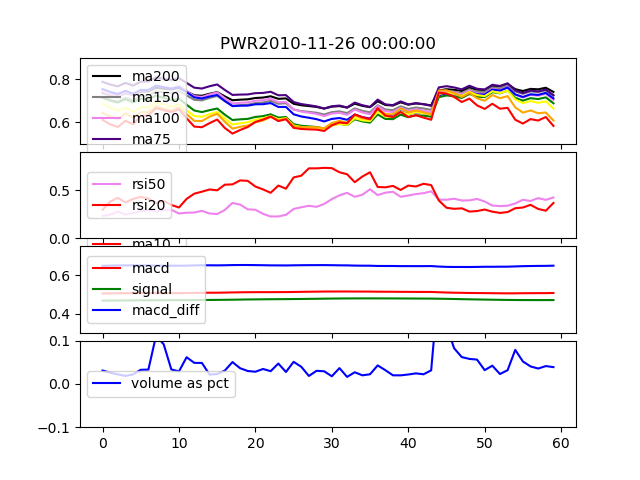 PWR2010-11-26 00:00:00
0.8
0.6
ma200
ma150
ma100
ma75
0.5
0.0
rsi50
rsi20
ma10
0.6
0.4
macd
signal
macd_diff
0.1
0.0
−0.1
volume as pct
0 10 20 30 40 50 60